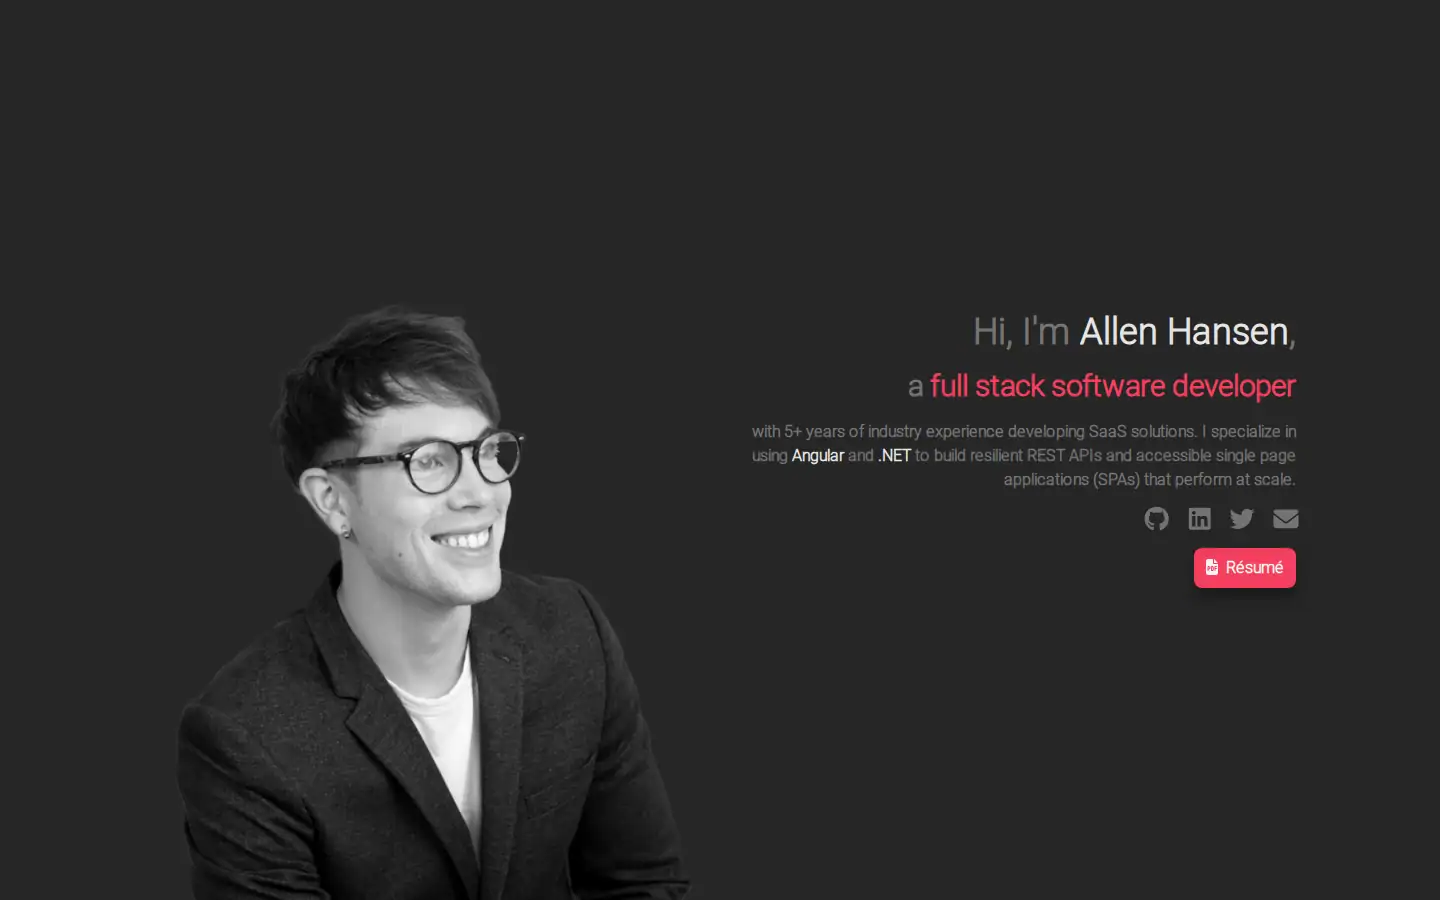 Hi, I'm Allen Hansen,
a full stack software developer
with 5+ years of industry experience developing SaaS solutions. I specialize in
using Angular and .NET to build resilient REST APIs and accessible single page
applications (SPAs) that perform at scale.
Résumé